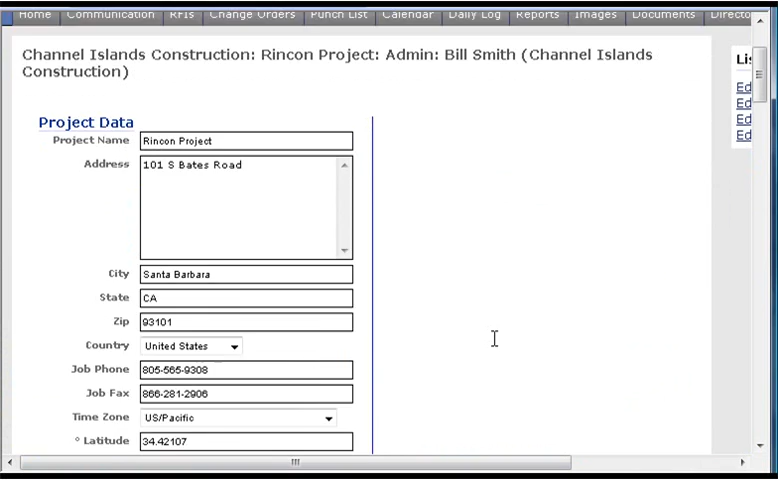 Home Communication RFIs Change Orders Punch List Calendar Daily Log Reports Images Documents Directo
Channel Islands Construction: Rincon Project: Admin: Bill Smith (Channel Islands
Construction)
Lis
Ed
Ed
Ed
Ed
Project Data
Project Name Rincon Project
Address 101 S Bates Road
City Santa Barbara
State CA
Zip 93101
Country United States
Job Phone 805-565-9308
Job Fax 866-281-2906
Time Zone US/Pacific
° Latitude 34.42107